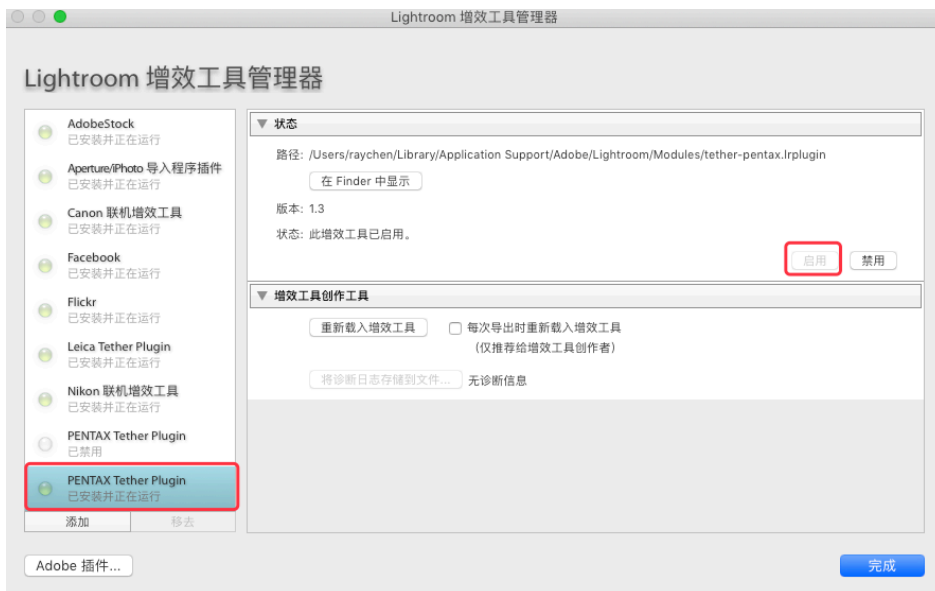 Lightroom 增效工具管理器
Lightroom 增效工具管理器
AdobeStock
已安装并正在运行
Aperture/iPhoto 导入程序插件
已安装并正在运行
Canon 联机增效工具
已安装并正在运行
Facebook
已安装并正在运行
Flickr
已安装并正在运行
Leica Tether Plugin
已安装并正在运行
Nikon 联机增效工具
已安装并正在运行
PENTAX Tether Plugin
已禁用
PENTAX Tether Plugin
已安装并正在运行
添加
移去
状态
路径: /Users/raychen/Library/Application Support/Adobe/Lightroom/Modules/tether-pentax.lrplugin
在 Finder 中显示
版本: 1.3
状态: 此增效工具已启用。
启用
禁用
增效工具创作工具
重新载入增效工具
每次导出时重新载入增效工具
(仅推荐给增效工具创作者)
将诊断日志存储到文件...
无诊断信息
Adobe 插件...
完成